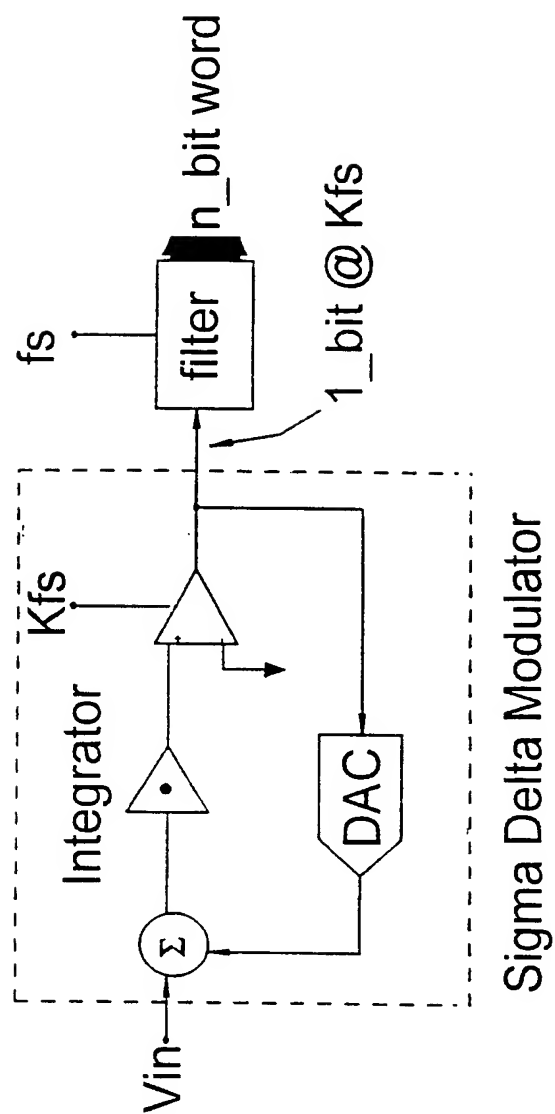 Vin
Σ
Integrator
Kfs
DAC
fs
filter
n_bit word
1_bit @ Kfs
Sigma Delta Modulator